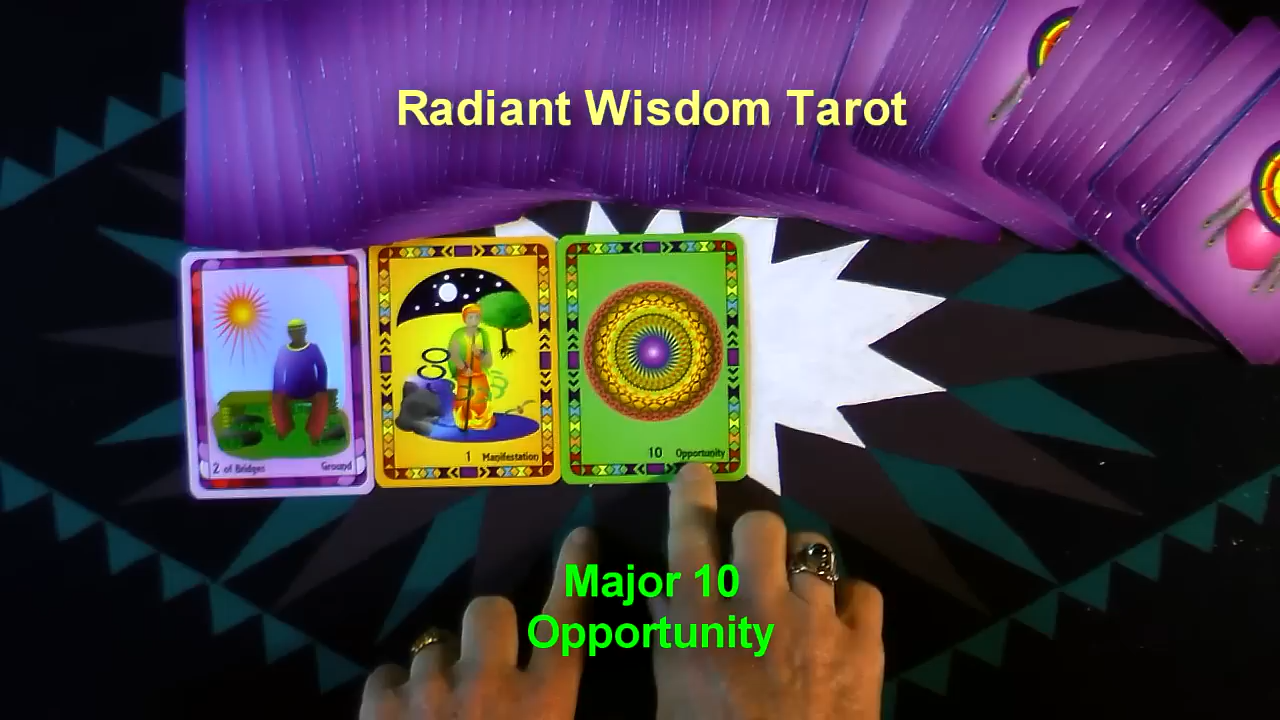 Radiant Wisdom Tarot
2 of Bridges Ground
1 Manifestation
10 Opportunity
Major 10
Opportunity